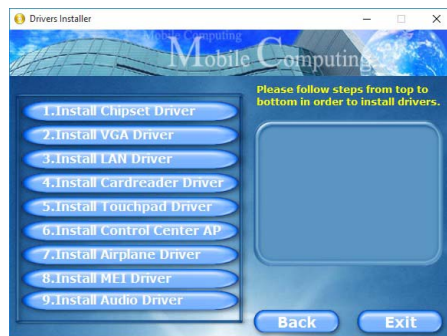 Drivers Installer
Mobile Computing
Mobile Computing
Please follow steps from top to
bottom in order to install drivers.
1.Install Chipset Driver
2.Install VGA Driver
3.Install LAN Driver
4.Install Cardreader Driver
5.Install Touchpad Driver
6.Install Control Center AP
7.Install Airplane Driver
8.Install MEI Driver
9.Install Audio Driver
Back
Exit